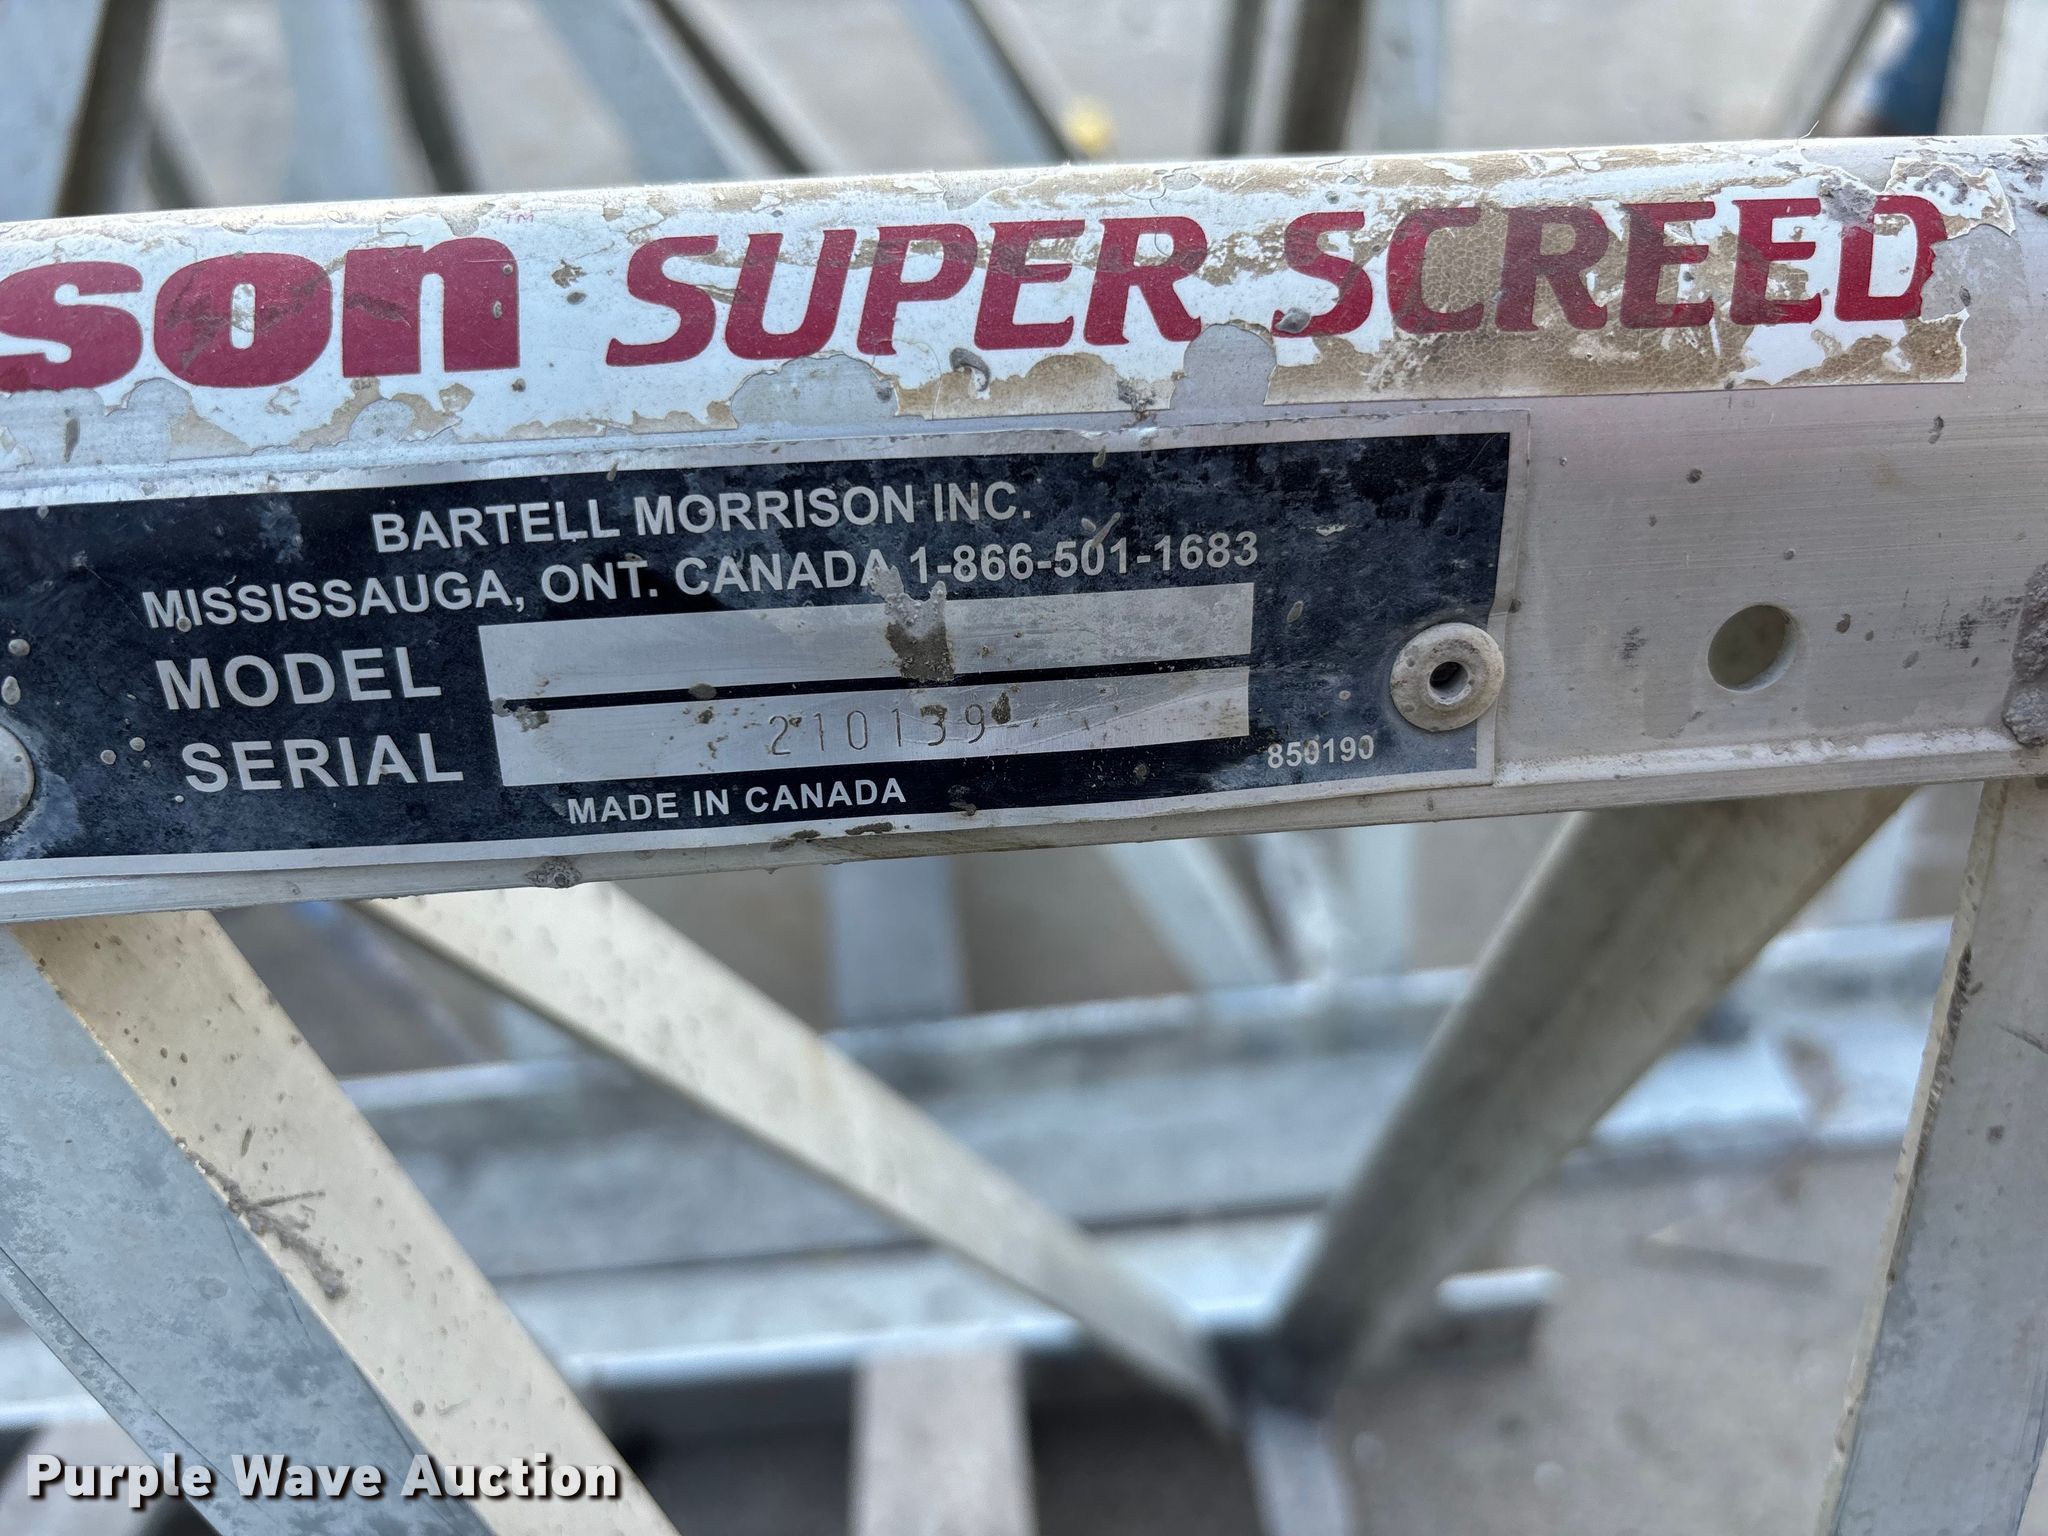 son™ SUPER SCREED
BARTELL MORRISON INC.
MISSISSAUGA, ONT. CANADA 1-866-501-1683
MODEL
SERIAL 210139
850190
MADE IN CANADA
Purple Wave Auction